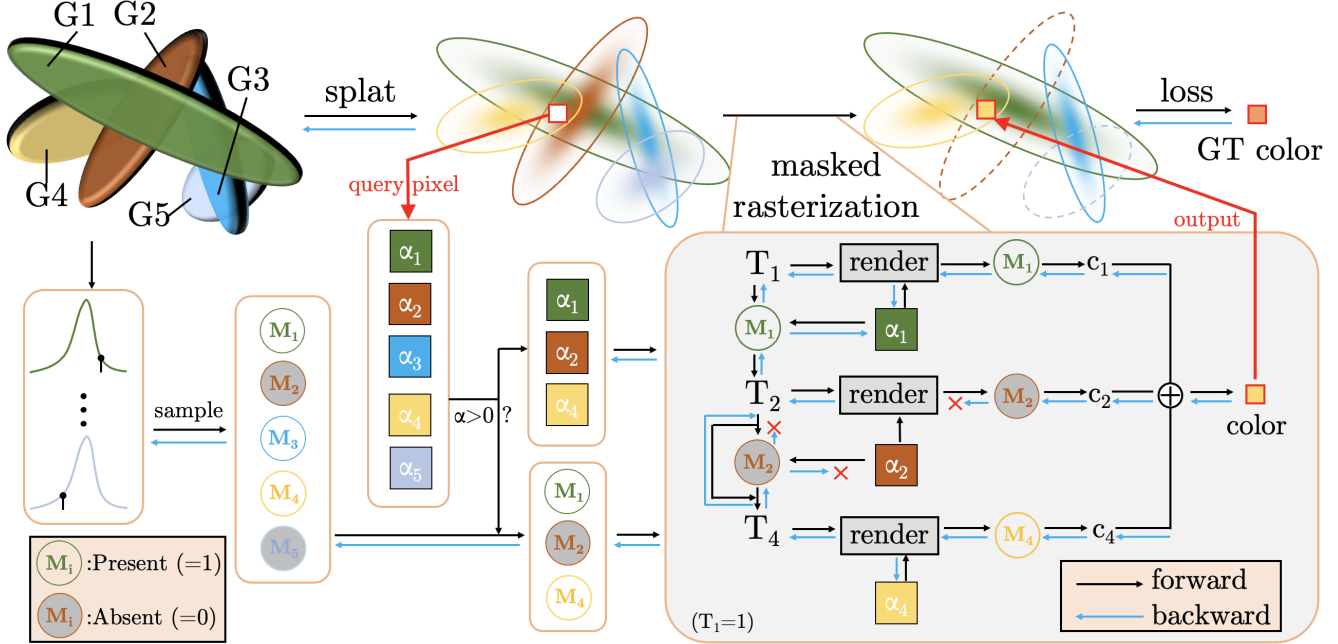 G1
G2
G3
G4
G5
splat
loss
GT color
masked
rasterization
query pixel
output
α₁
α₂
α₃
α₄
α₅
α>0 ?
α₁
α₂
α₄
sample
M₁
M₂
M₃
M₄
M₅
M₁
M₂
M₄
T₁ render M₁ c₁
M₁ α₁
T₂ render M₂ c₂
color
M₂ α₂
T₄ render M₄ c₄
α₄
(T₁=1)
Mᵢ :Present (=1)
Mᵢ :Absent (=0)
forward
backward